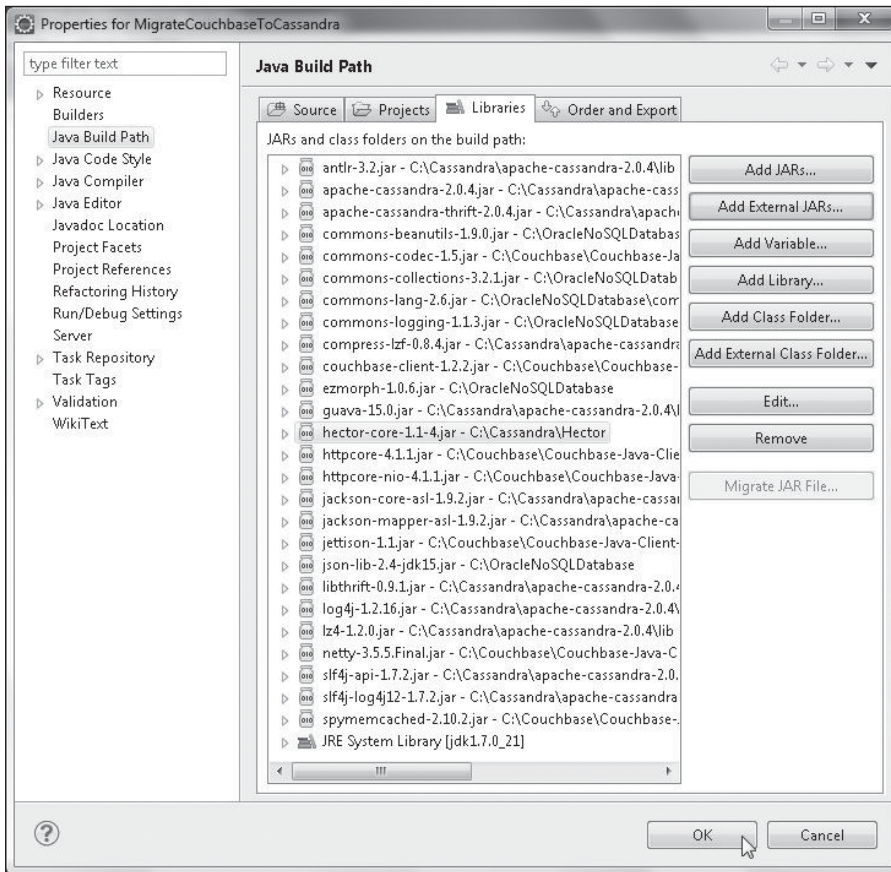 Properties for MigrateCouchbaseToCassandra
type filter text
Resource
Builders
Java Build Path
Java Code Style
Java Compiler
Java Editor
Javadoc Location
Project Facets
Project References
Refactoring History
Run/Debug Settings
Server
Task Repository
Task Tags
Validation
WikiText
Java Build Path
Source Projects Libraries Order and Export
JARs and class folders on the build path:
antlr-3.2.jar - C:\Cassandra\apache-cassandra-2.0.4\lib
apache-cassandra-2.0.4.jar - C:\Cassandra\apache-cass
apache-cassandra-thrift-2.0.4.jar - C:\Cassandra\apach
commons-beanutils-1.9.0.jar - C:\OracleNoSQLDatabas
commons-codec-1.5.jar - C:\Couchbase\Couchbase-Ja
commons-collections-3.2.1.jar - C:\OracleNoSQLDatab
commons-lang-2.6.jar - C:\OracleNoSQLDatabase\com
commons-logging-1.1.3.jar - C:\OracleNoSQLDatabase
compress-lzf-0.8.4.jar - C:\Cassandra\apache-cassandra
couchbase-client-1.2.2.jar - C:\Couchbase\Couchbase-
ezmorph-1.0.6.jar - C:\OracleNoSQLDatabase
guava-15.0.jar - C:\Cassandra\apache-cassandra-2.0.4\l
hector-core-1.1-4.jar - C:\Cassandra\Hector
httpcore-4.1.1.jar - C:\Couchbase\Couchbase-Java-Clie
httpcore-nio-4.1.1.jar - C:\Couchbase\Couchbase-Java-
jackson-core-asl-1.9.2.jar - C:\Cassandra\apache-cassa
jackson-mapper-asl-1.9.2.jar - C:\Cassandra\apache-ca
jettison-1.1.jar - C:\Couchbase\Couchbase-Java-Client-
json-lib-2.4-jdk15.jar - C:\OracleNoSQLDatabase
libthrift-0.9.1.jar - C:\Cassandra\apache-cassandra-2.0.4
log4j-1.2.16.jar - C:\Cassandra\apache-cassandra-2.0.4\
lz4-1.2.0.jar - C:\Cassandra\apache-cassandra-2.0.4\lib
netty-3.5.5.Final.jar - C:\Couchbase\Couchbase-Java-C
slf4j-api-1.7.2.jar - C:\Cassandra\apache-cassandra-2.0.
slf4j-log4j12-1.7.2.jar - C:\Cassandra\apache-cassandra
spymemcached-2.10.2.jar - C:\Couchbase\Couchbase-
JRE System Library [jdk1.7.0_21]
Add JARs...
Add External JARs...
Add Variable...
Add Library...
Add Class Folder...
Add External Class Folder...
Edit...
Remove
Migrate JAR File...
OK Cancel